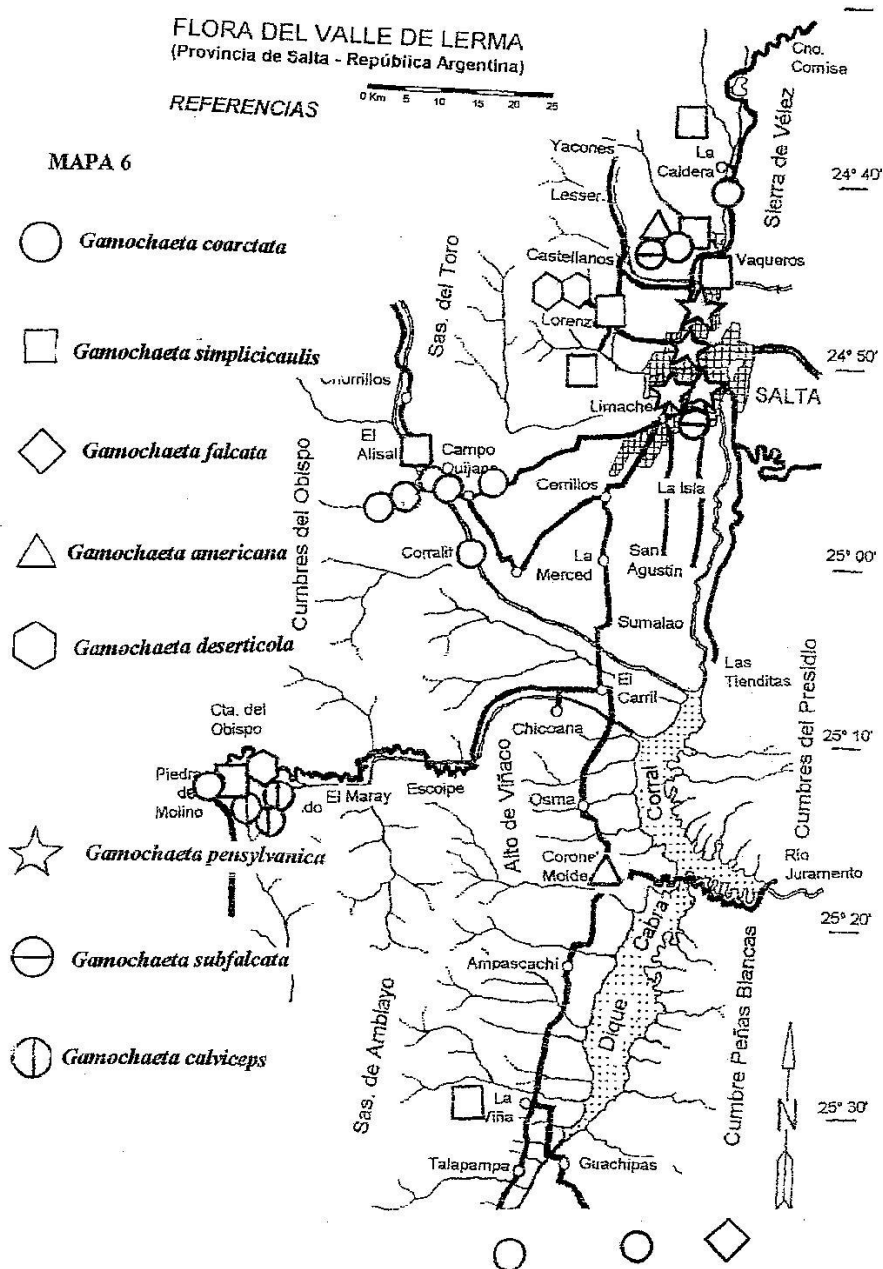 FLORA DEL VALLE DE LERMA
(Provincia de Salta - República Argentina)
REFERENCIAS
0 Km 5 10 15 20 25
MAPA 6
Gamochaeta coarctata
Gamochaeta simplicicaulis
Gamochaeta falcata
Gamochaeta americana
Gamochaeta deserticola
Gamochaeta pensylvanica
Gamochaeta subfalcata
Gamochaeta calviceps
Cno.
Cornisa
Sierra de Vélez
La
Caldera
Yacones
Lesser
24° 40'
Castellanos
Vaqueros
Sas. del Toro
Lorenz
24° 50'
SALTA
Limache
El
Alisal
Campo
Quijano
Cerrillos
La Isla
Cumbres del Obispo
Corralit
La
Merced
San
Agustín
25° 00'
Sumalao
Las
Tienditas
El
Carril
Chicoana
Cumbres del Presidio
Cta. del
Obispo
25° 10'
Piedra
de
Molino
.do
El Maray
Escoipe
Alto de Viñaco
Osma
Corral
Coronel
Molde
Río
Juramento
Cabra
25° 20'
Ampascachi
Dique
Cumbre Peñas Blancas
Sas. de Amblayo
La
Viña
25° 30'
N
Talapampa
Guachipas